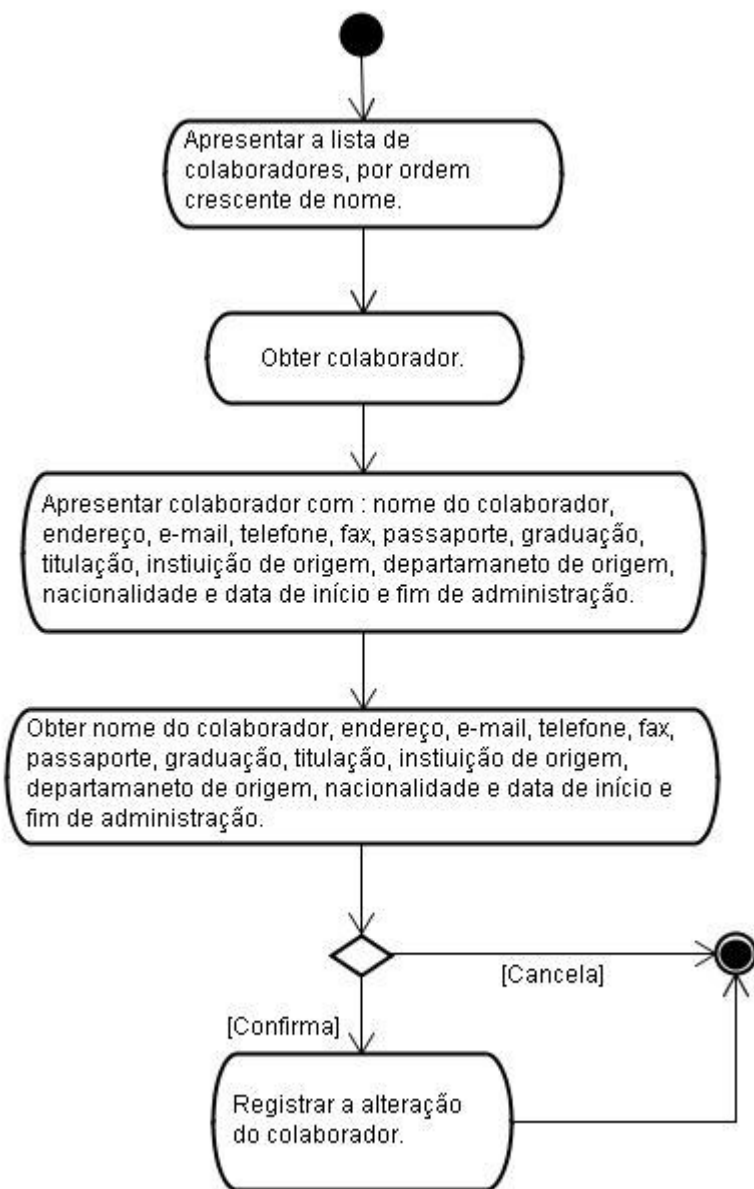 Apresentar a lista de
colaboradores, por ordem
crescente de nome.
Obter colaborador.
Apresentar colaborador com : nome do colaborador,
endereço, e-mail, telefone, fax, passaporte, graduação,
titulação, instiuição de origem, departamaneto de origem,
nacionalidade e data de início e fim de administração.
Obter nome do colaborador, endereço, e-mail, telefone, fax,
passaporte, graduação, titulação, instiuição de origem,
departamaneto de origem, nacionalidade e data de início e
fim de administração.
[Cancela]
[Confirma]
Registrar a alteração
do colaborador.